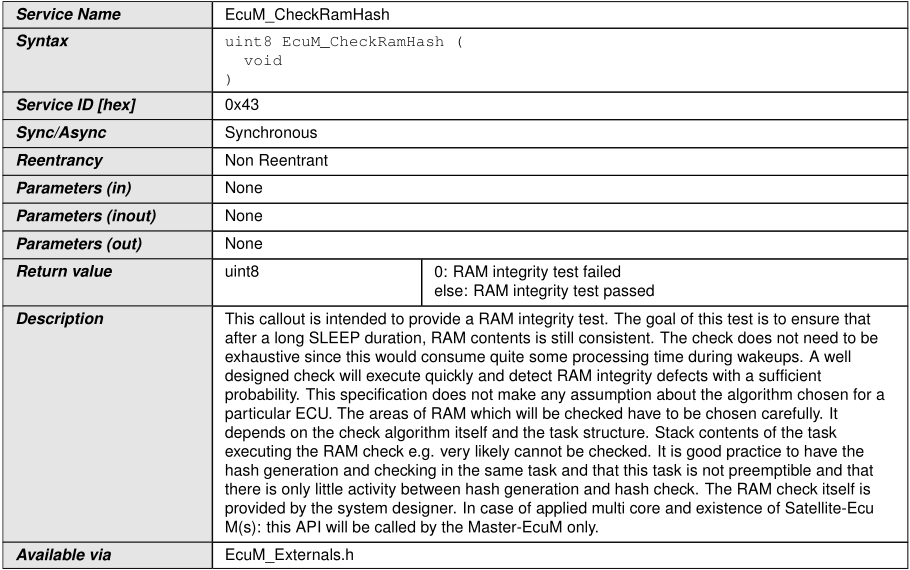 Service Name EcuM_CheckRamHash
Syntax uint8 EcuM_CheckRamHash (
void
)
Service ID [hex] 0x43
Sync/Async Synchronous
Reentrancy Non Reentrant
Parameters (in) None
Parameters (inout) None
Parameters (out) None
Return value uint8 0: RAM integrity test failed
else: RAM integrity test passed
Description This callout is intended to provide a RAM integrity test. The goal of this test is to ensure that
after a long SLEEP duration, RAM contents is still consistent. The check does not need to be
exhaustive since this would consume quite some processing time during wakeups. A well
designed check will execute quickly and detect RAM integrity defects with a sufficient
probability. This specification does not make any assumption about the algorithm chosen for a
particular ECU. The areas of RAM which will be checked have to be chosen carefully. It
depends on the check algorithm itself and the task structure. Stack contents of the task
executing the RAM check e.g. very likely cannot be checked. It is good practice to have the
hash generation and checking in the same task and that this task is not preemptible and that
there is only little activity between hash generation and hash check. The RAM check itself is
provided by the system designer. In case of applied multi core and existence of Satellite-Ecu
M(s): this API will be called by the Master-EcuM only.
Available via EcuM_Externals.h